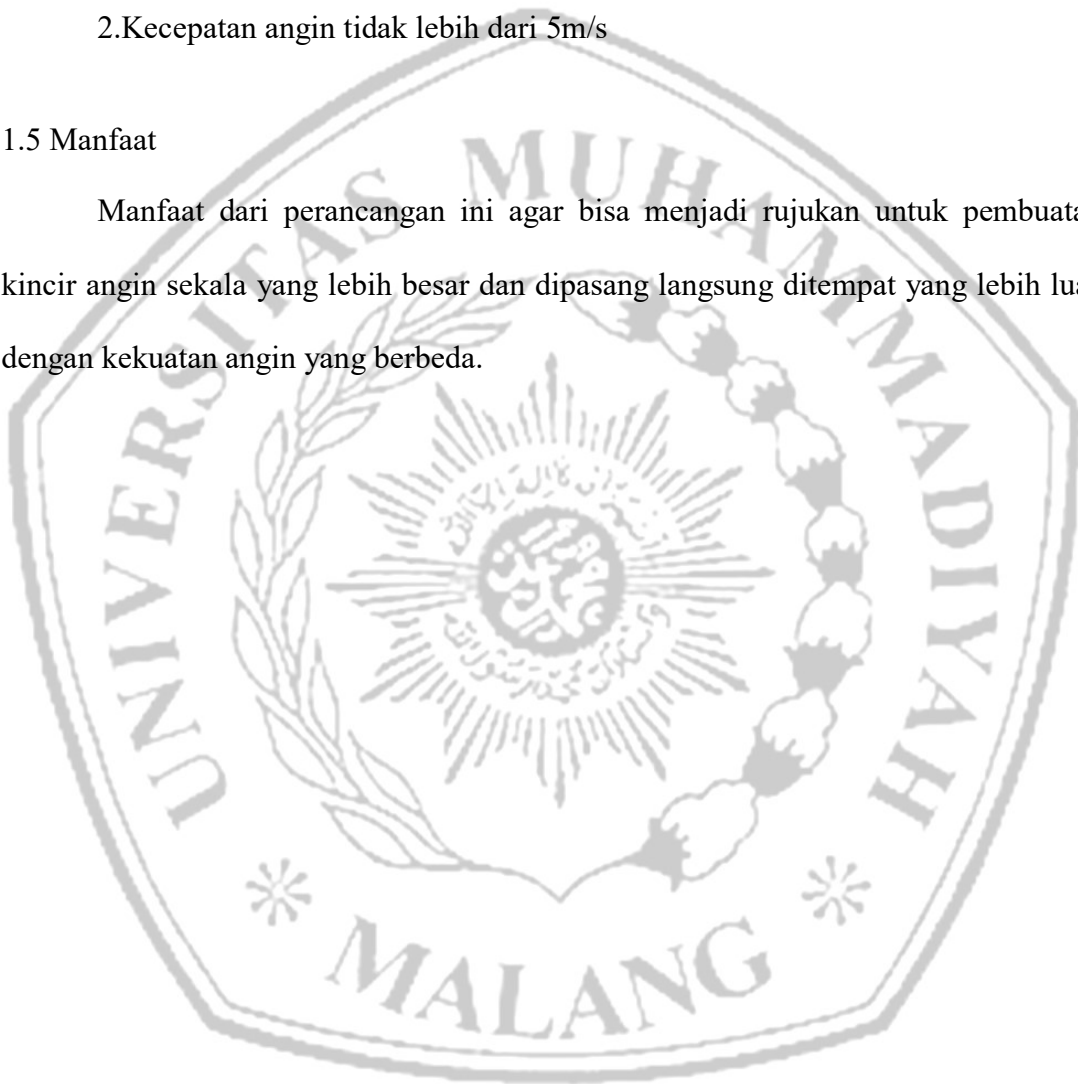 2.Kecepatan angin tidak lebih dari 5m/s
1.5 Manfaat
Manfaat dari perancangan ini agar bisa menjadi rujukan untuk pembuata
kincir angin sekala yang lebih besar dan dipasang langsung ditempat yang lebih lua
dengan kekuatan angin yang berbeda.
UNIVERSITAS MUHAMMADIYAH
MALANG